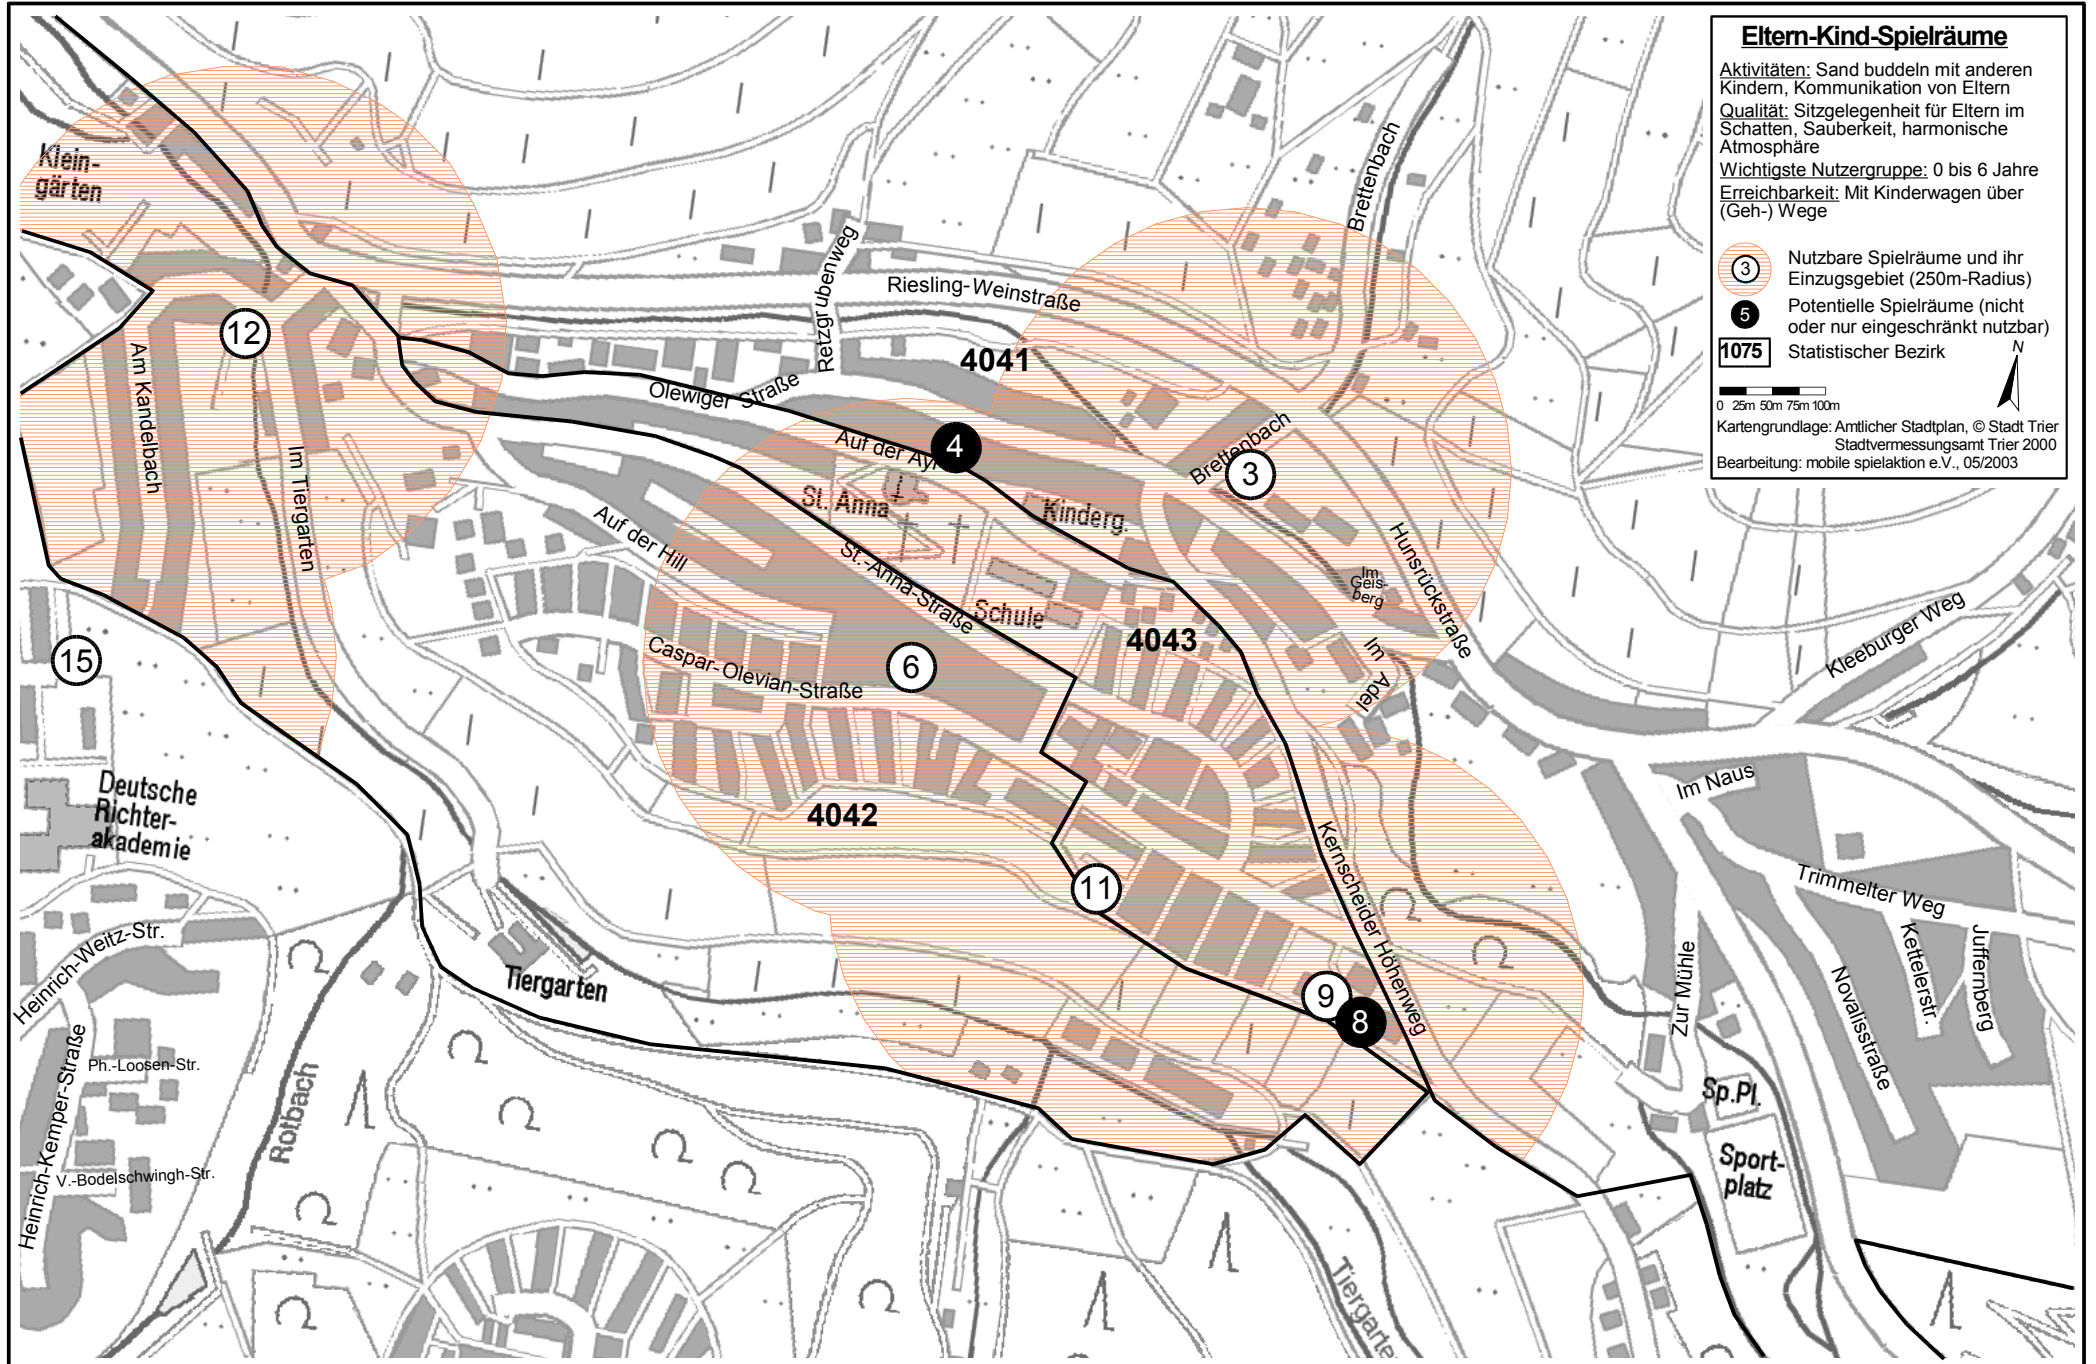 Eltern-Kind-Spielräume
Aktivitäten: Sand buddeln mit anderen
Kindern, Kommunikation von Eltern
Qualität: Sitzgelegenheit für Eltern im
Schatten, Sauberkeit, harmonische
Atmosphäre
Wichtigste Nutzergruppe: 0 bis 6 Jahre
Erreichbarkeit: Mit Kinderwagen über
(Geh-) Wege
3
Nutzbare Spielräume und ihr
Einzugsgebiet (250m-Radius)
5
Potentielle Spielräume (nicht
oder nur eingeschränkt nutzbar)
1075
Statistischer Bezirk
N
0 25m 50m 75m 100m
Kartengrundlage: Amtlicher Stadtplan, © Stadt Trier
Stadtvermessungsamt Trier 2000
Bearbeitung: mobile spielaktion e.V., 05/2003
Klein-
gärten
12
Am Kandelbach
Im Tiergarten
Retzgrubenweg
Riesling-Weinstraße
Brettenbach
4041
Olewiger Straße
Auf der Ayl
4
Brettenbach
3
St. Anna
Kinderg.
Auf der Hill
St.-Anna-Straße
Schule
Hunsrückstraße
Im
Geis-
berg
4043
Im Adel
Kleeburger Weg
15
Caspar-Olevian-Straße
6
Deutsche
Richter-
akademie
4042
Im Naus
Kernscheider Höhenweg
11
Trimmelter Weg
Kettelerstr.
Juffernberg
Novalisstraße
Zur Mühle
Heinrich-Weitz-Str.
Tiergarten
9
8
Heinrich-Kemper-Straße
Ph.-Loosen-Str.
Rotbach
V.-Bodelschwingh-Str.
Sp.Pl.
Sport-
platz
Tiergarten